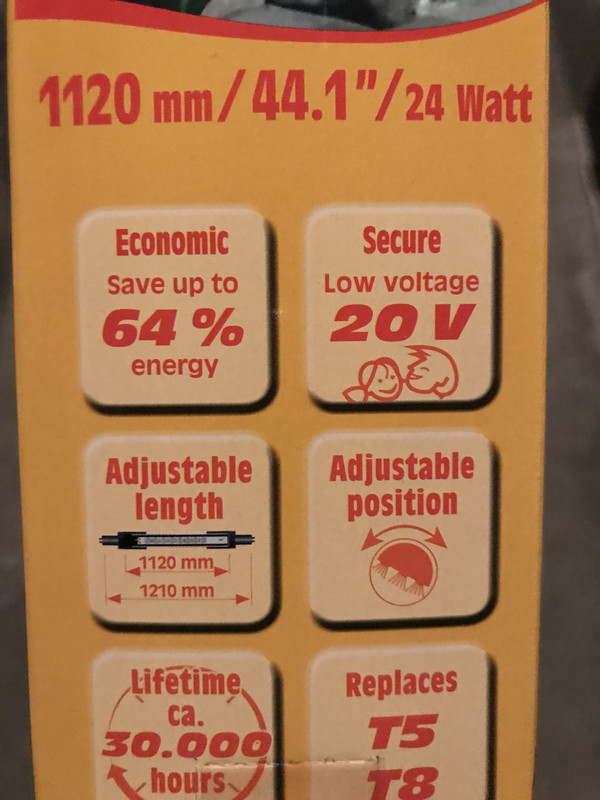 1120 mm/44.1"/24 Watt
Economic
Save up to
64 %
energy
Secure
Low voltage
20 V
Adjustable
length
1120 mm
1210 mm
Adjustable
position
Lifetime
ca.
30.000
hours
Replaces
T5
T8